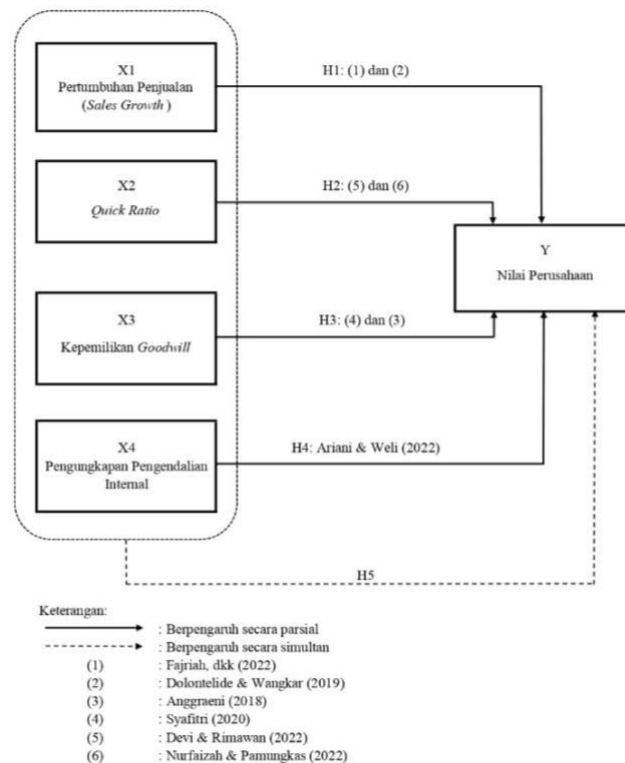 X1
Pertumbuhan Penjualan
(Sales Growth)
H1: (1) dan (2)
X2
Quick Ratio
H2: (5) dan (6)
Y
Nilai Perusahaan
X3
Kepemilikan Goodwill
H3: (4) dan (3)
X4
Pengungkapan Pengendalian
Internal
H4: Ariani & Weli (2022)
H5
Keterangan:
: Berpengaruh secara parsial
: Berpengaruh secara simultan
(1) : Fajriah, dkk (2022)
(2) : Dolontelide & Wangkar (2019)
(3) : Anggraeni (2018)
(4) : Syafitri (2020)
(5) : Devi & Rimawan (2022)
(6) : Nurfaizah & Pamungkas (2022)